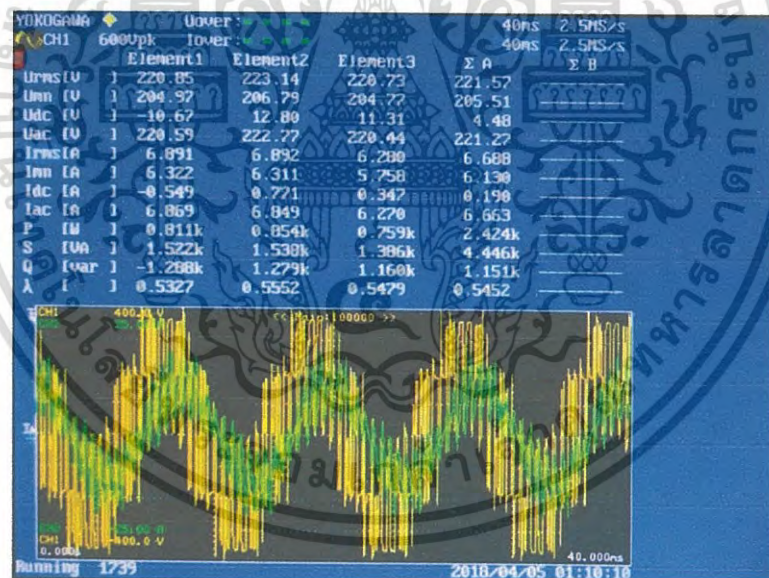 YOKOGAWA Uover: 40ms 2.5MS/s
CH1 600Vpk Iover: 40ms 2.5MS/s
Element1 Element2 Element3 Σ A Σ B
Urms[V ] 220.85 223.14 220.73 221.57
Umn [V ] 204.97 206.79 204.77 205.51
Udc [V ] -10.67 12.80 11.31 4.48
Uac [V ] 220.59 222.77 220.44 221.27
Irms[A ] 6.891 6.892 6.280 6.688
Imn [A ] 6.322 6.311 5.758 6.130
Idc [A ] -0.549 0.771 0.347 0.190
Iac [A ] 6.869 6.849 6.270 6.663
P [W ] 0.811k 0.854k 0.759k 2.424k
S [VA ] 1.522k 1.538k 1.386k 4.446k
Q [var ] -1.288k 1.279k 1.160k 1.151k
λ [ ] 0.5327 0.5552 0.5479 0.5452
CH1 400.0 V
CH1 -400.0 V
40.000ms
Running 1739 2018/04/05 01:10:10